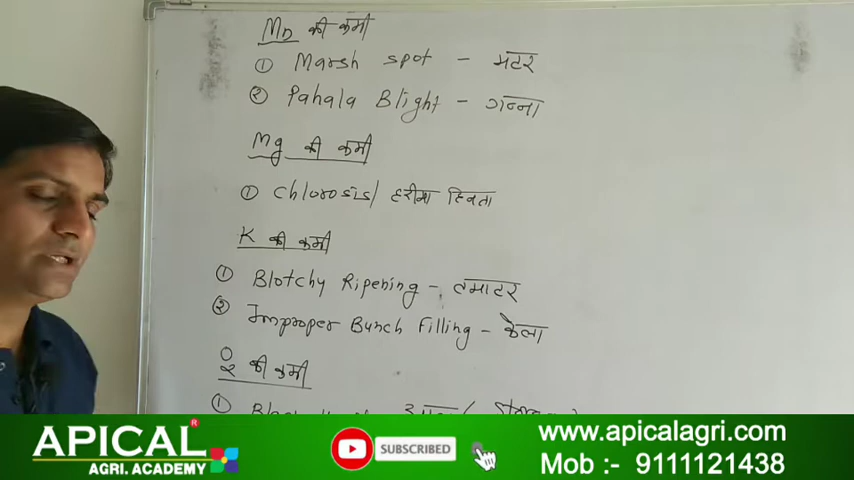 Mn की कमी
① Marsh spot - मटर
② Pahala Blight - गन्ना
Mg की कमी
① Chlorosis/ हरीमा हिनता
K की कमी
① Blotchy Ripening - टमाटर
② Improper Bunch Filling - केला
O2 की कमी
①
APICAL®
AGRI. ACADEMY
SUBSCRIBED
www.apicalagri.com
Mob :- 9111121438